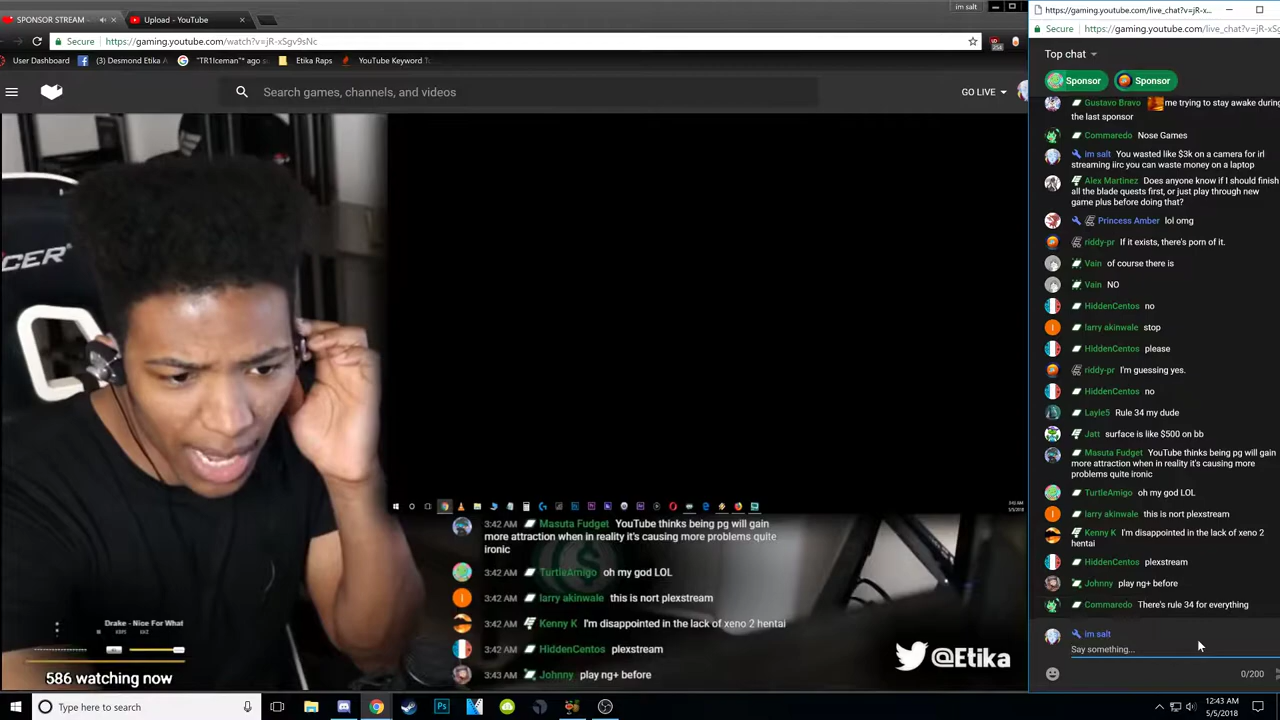 SPONSOR STREAM -
Upload - YouTube
im salt
https://gaming.youtube.com/live_chat?v=jR-x...
Secure
https://gaming.youtube.com/watch?v=jR-xSgv9sNc
Secure
https://gaming.youtube.com/live_chat?v=jR-xSg
User Dashboard
(3) Desmond Etika A
"TR1Iceman"* ago s
Etika Raps
YouTube Keyword T
Top chat
Sponsor
Sponsor
Search games, channels, and videos
GO LIVE
Gustavo Bravo me trying to stay awake during
the last sponsor
Commaredo Nose Games
im salt You wasted like $3k on a camera for irl
streaming iirc you can waste money on a laptop
Alex Martinez Does anyone know if I should finish
all the blade quests first, or just play through new
game plus before doing that?
Princess Amber lol omg
riddy-pr If it exists, there's porn of it.
Vain of course there is
Vain NO
HiddenCentos no
larry akinwale stop
HiddenCentos please
riddy-pr I'm guessing yes.
HiddenCentos no
Layle5 Rule 34 my dude
Jatt surface is like $500 on bb
Masuta Fudget YouTube thinks being pg will gain
more attraction when in reality it's causing more
problems quite ironic
TurtleAmigo oh my god LOL
larry akinwale this is nort plexstream
Kenny K I'm disappointed in the lack of xeno 2
hentai
HiddenCentos plexstream
Johnny play ng+ before
Commaredo There's rule 34 for everything
im salt
Say something...
0/200
CER
3:42 AM Masuta Fudget YouTube thinks being pg will gain
more attraction when in reality it's causing more problems quite
ironic
3:42 AM TurtleAmigo oh my god LOL
3:42 AM larry akinwale this is nort plexstream
3:42 AM Kenny K I'm disappointed in the lack of xeno 2 hentai
3:42 AM HiddenCentos plexstream
3:43 AM Johnny play ng+ before
Drake - Nice For What
586 watching now
@Etika
Type here to search
12:43 AM
5/5/2018